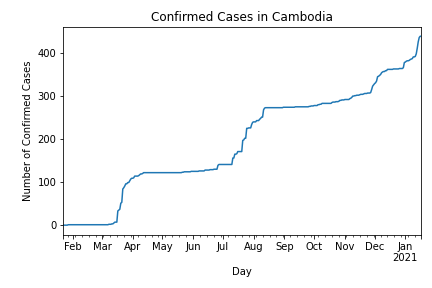 Confirmed Cases in Cambodia
Number of Confirmed Cases
400
300
200
100
0
Feb Mar Apr May Jun Jul Aug Sep Oct Nov Dec Jan
2021
Day